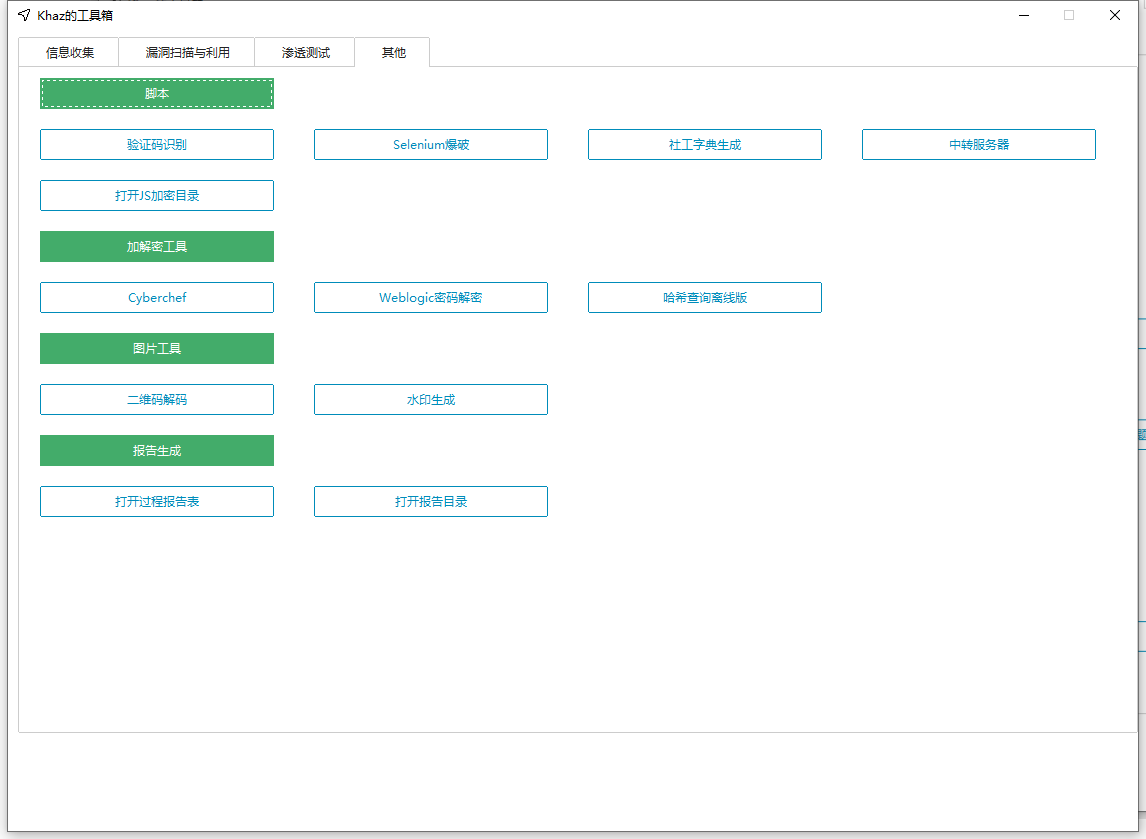 Khaz的工具箱
信息收集 漏洞扫描与利用 渗透测试 其他
脚本
验证码识别 Selenium爆破 社工字典生成 中转服务器
打开JS加密目录
加解密工具
Cyberchef Weblogic密码解密 哈希查询离线版
图片工具
二维码解码 水印生成
报告生成
打开过程报告表 打开报告目录